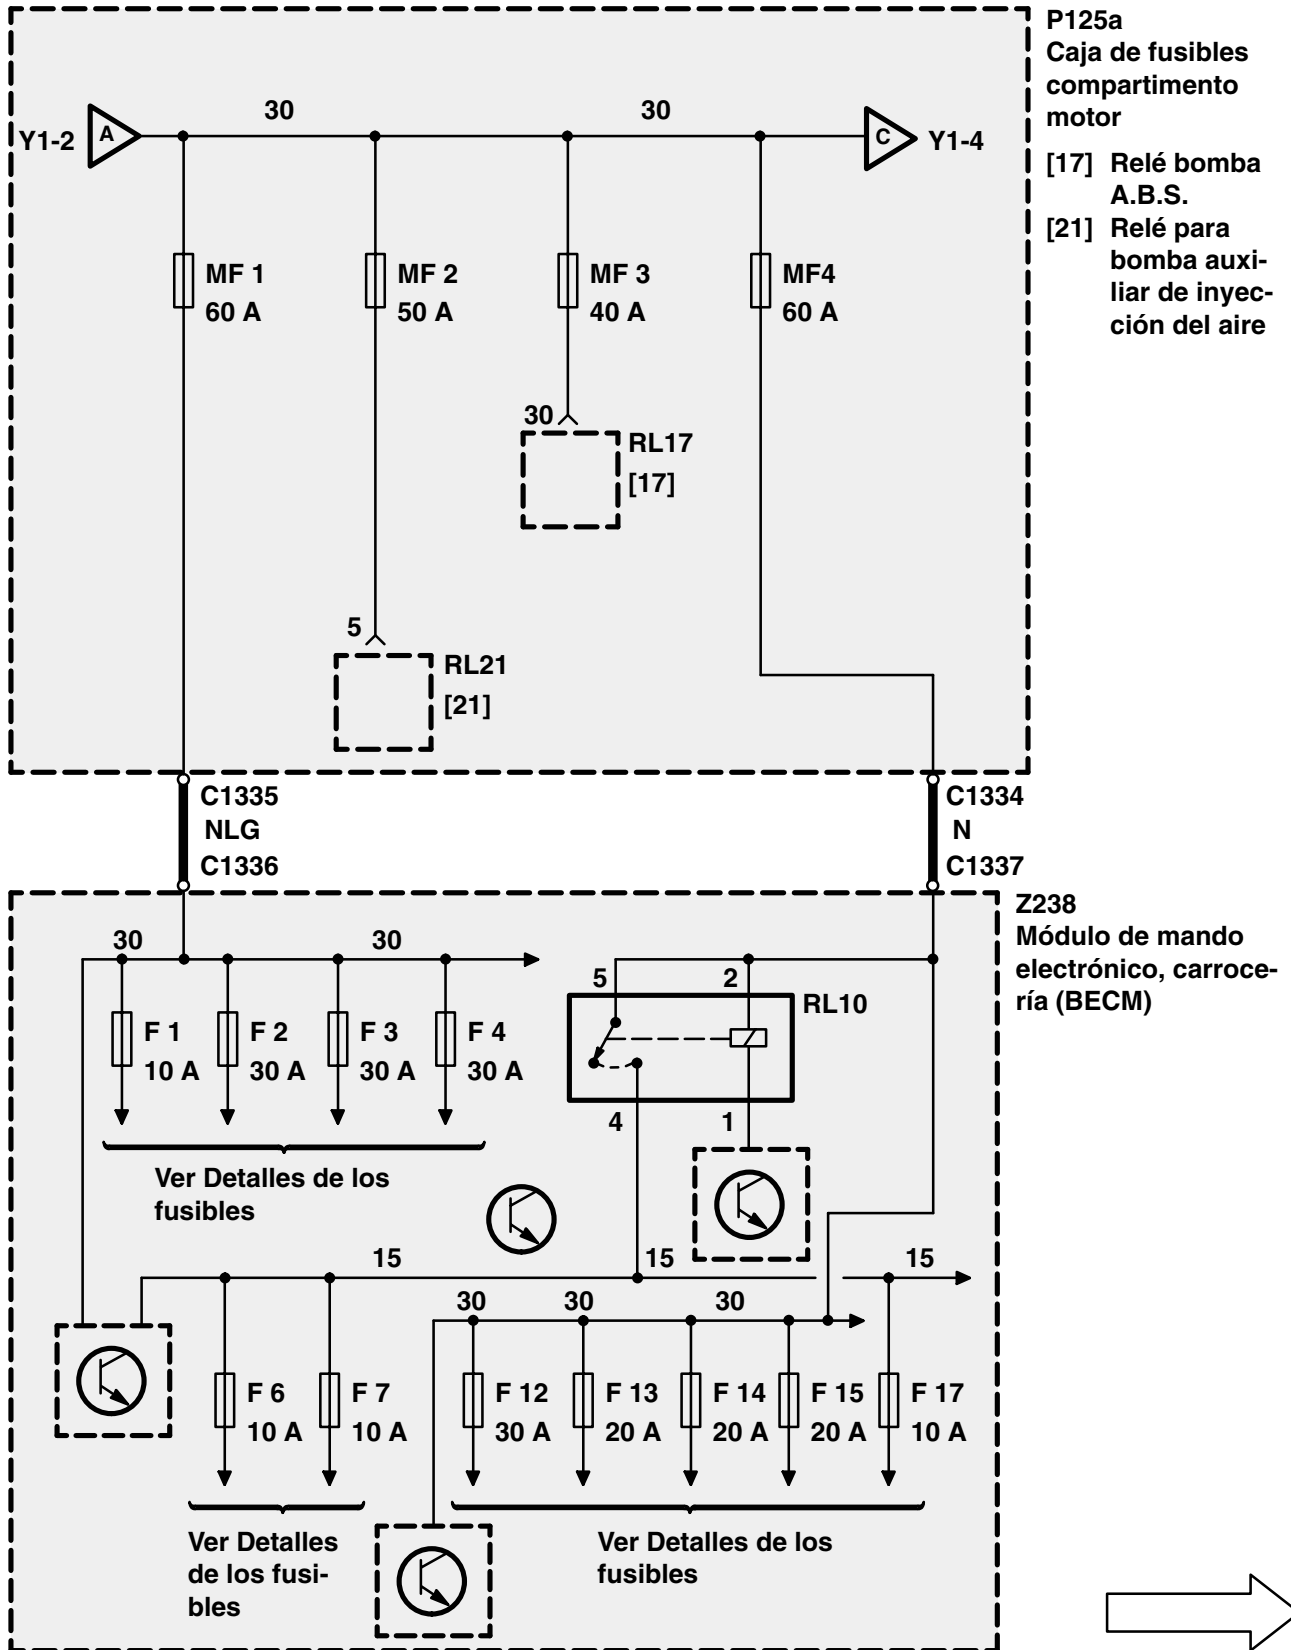 P125a
Caja de fusibles
compartimento
motor
[17] Relé bomba
A.B.S.
[21] Relé para
bomba auxi-
liar de inyec-
ción del aire
30 30
Y1-2 A C Y1-4
MF 1 MF 2 MF 3 MF4
60 A 50 A 40 A 60 A
30
RL17
[17]
5
RL21
[21]
C1335 C1334
NLG N
C1336 C1337
Z238
Módulo de mando
electrónico, carroce-
ría (BECM)
30 30
5 2
RL10
F 1 F 2 F 3 F 4
10 A 30 A 30 A 30 A
4 1
Ver Detalles de los
fusibles
15 15 15
30 30 30
F 6 F 7 F 12 F 13 F 14 F 15 F 17
10 A 10 A 30 A 20 A 20 A 20 A 10 A
Ver Detalles
de los fusi-
bles
Ver Detalles de los
fusibles